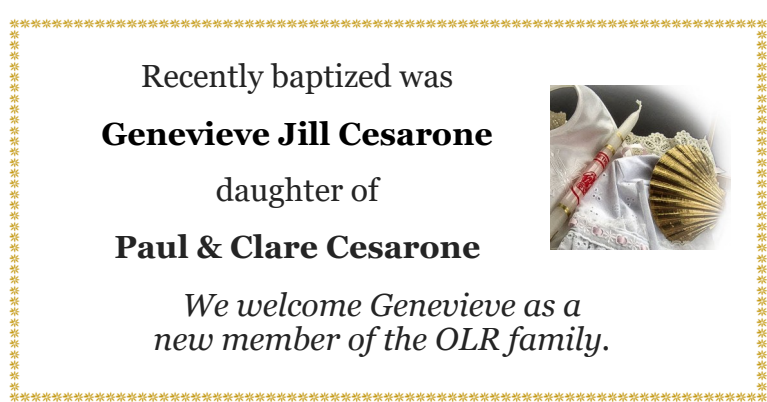 Recently baptized was
Genevieve Jill Cesarone
daughter of
Paul & Clare Cesarone
We welcome Genevieve as a
new member of the OLR family.